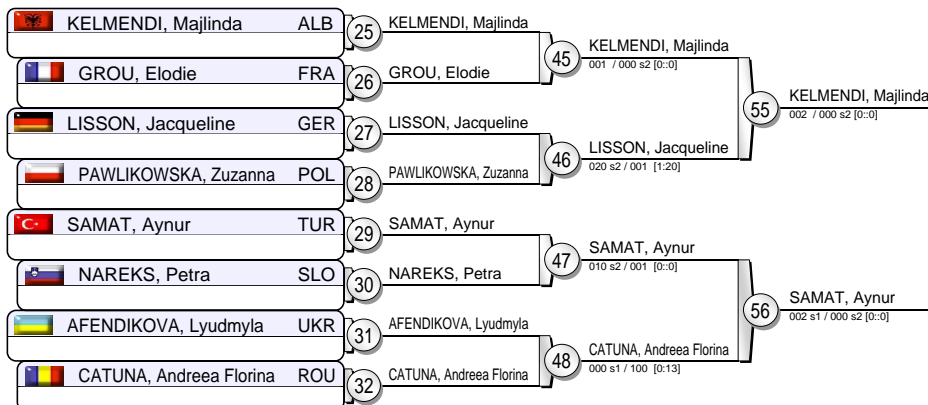 KELMENDI, Majlinda ALB
25
KELMENDI, Majlinda
GROU, Elodie FRA
26
GROU, Elodie
45
KELMENDI, Majlinda
001 / 000 s2 [0::0]
LISSON, Jacqueline GER
27
LISSON, Jacqueline
PAWLIKOWSKA, Zuzanna POL
28
PAWLIKOWSKA, Zuzanna
46
LISSON, Jacqueline
020 s2 / 001 [1:20]
55
KELMENDI, Majlinda
002 / 000 s2 [0::0]
SAMAT, Aynur TUR
29
SAMAT, Aynur
NAREKS, Petra SLO
30
NAREKS, Petra
47
SAMAT, Aynur
010 s2 / 001 [0::0]
AFENDIKOVA, Lyudmyla UKR
31
AFENDIKOVA, Lyudmyla
CATUNA, Andreea Florina ROU
32
CATUNA, Andreea Florina
48
CATUNA, Andreea Florina
000 s1 / 100 [0:13]
56
SAMAT, Aynur
002 s1 / 000 s2 [0::0]